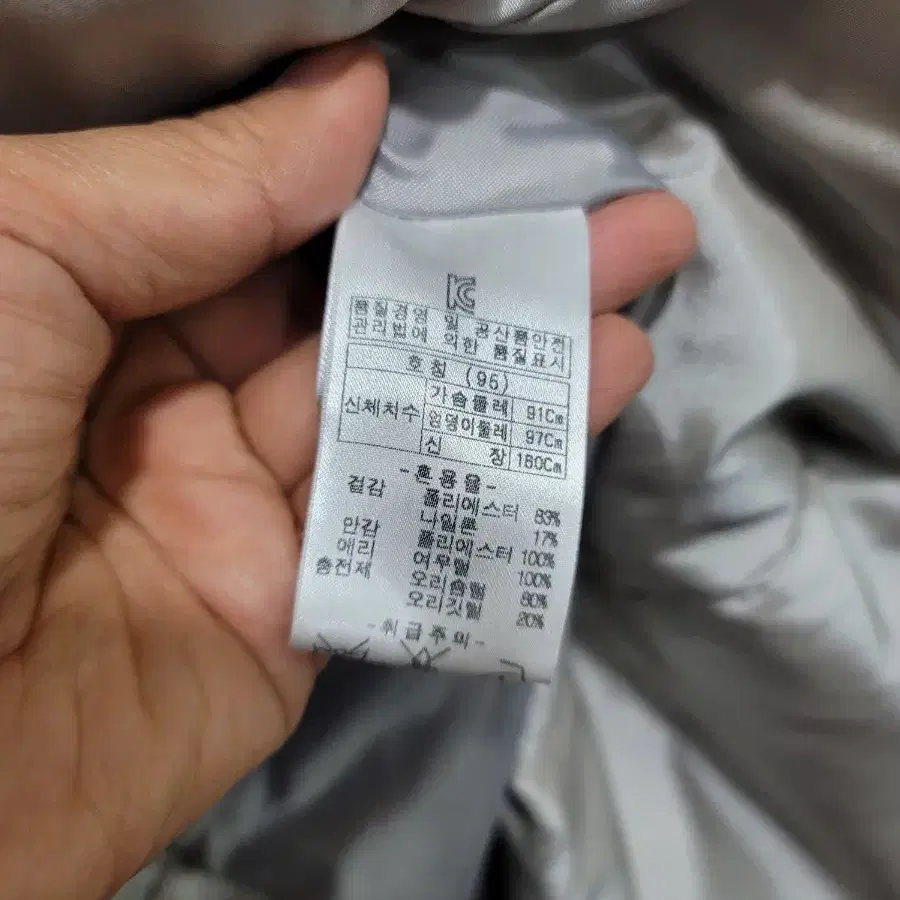 품질경영 및 공산품안전
관리법에 의한 품질표시
호칭 (95)
신체치수
가슴둘레 91Cm
엉덩이둘레 97Cm
신 장 180Cm
-혼용율-
겉감 폴리에스터 83%
나일론 17%
안감 폴리에스터 100%
에리 여우털 100%
충전제 오리솜털 80%
오리깃털 20%
-취급주의-